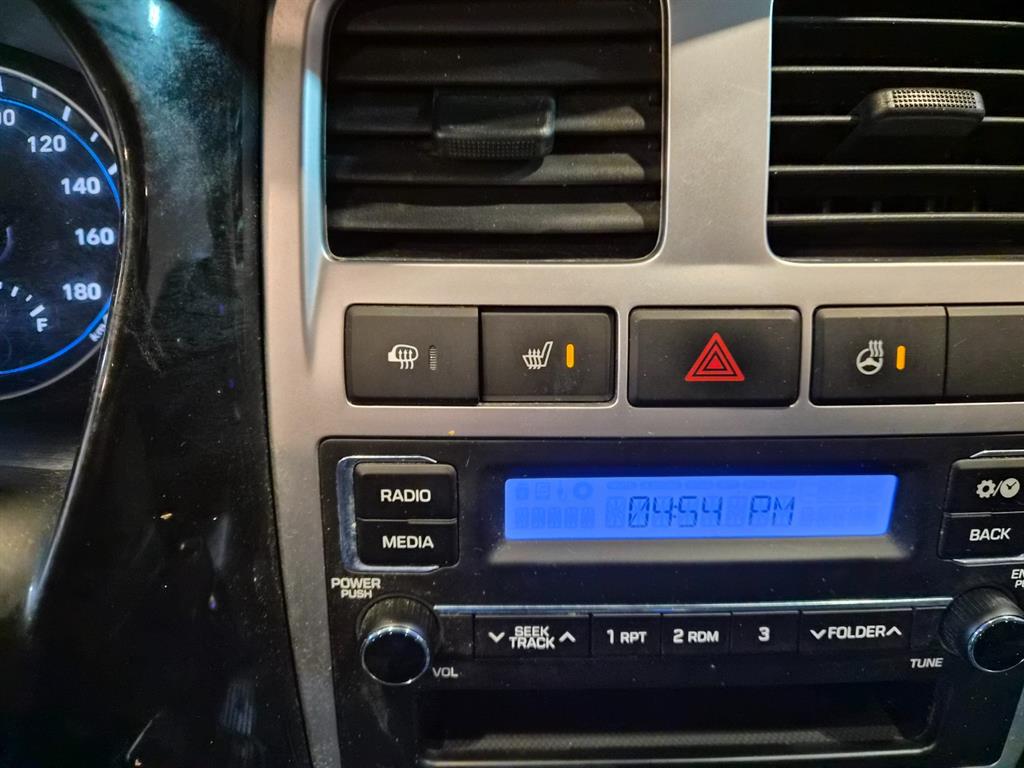 120
140
160
180
F
km/h
04:54 PM
RADIO
MEDIA
BACK
POWER
PUSH
SEEK
TRACK
1 RPT
2 RDM
3
FOLDER
VOL
TUNE